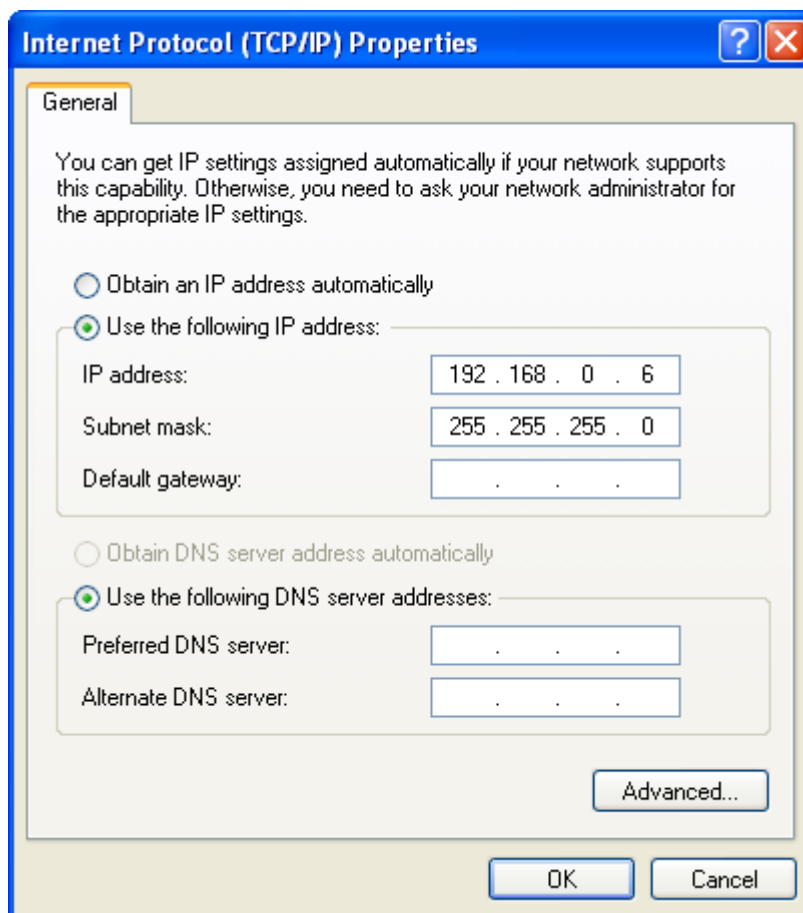 Internet Protocol (TCP/IP) Properties
?
General
You can get IP settings assigned automatically if your network supports
this capability. Otherwise, you need to ask your network administrator for
the appropriate IP settings.
Obtain an IP address automatically
Use the following IP address:
IP address: 192 . 168 . 0 . 6
Subnet mask: 255 . 255 . 255 . 0
Default gateway: . . .
Obtain DNS server address automatically
Use the following DNS server addresses:
Preferred DNS server: . . .
Alternate DNS server: . . .
Advanced...
OK Cancel